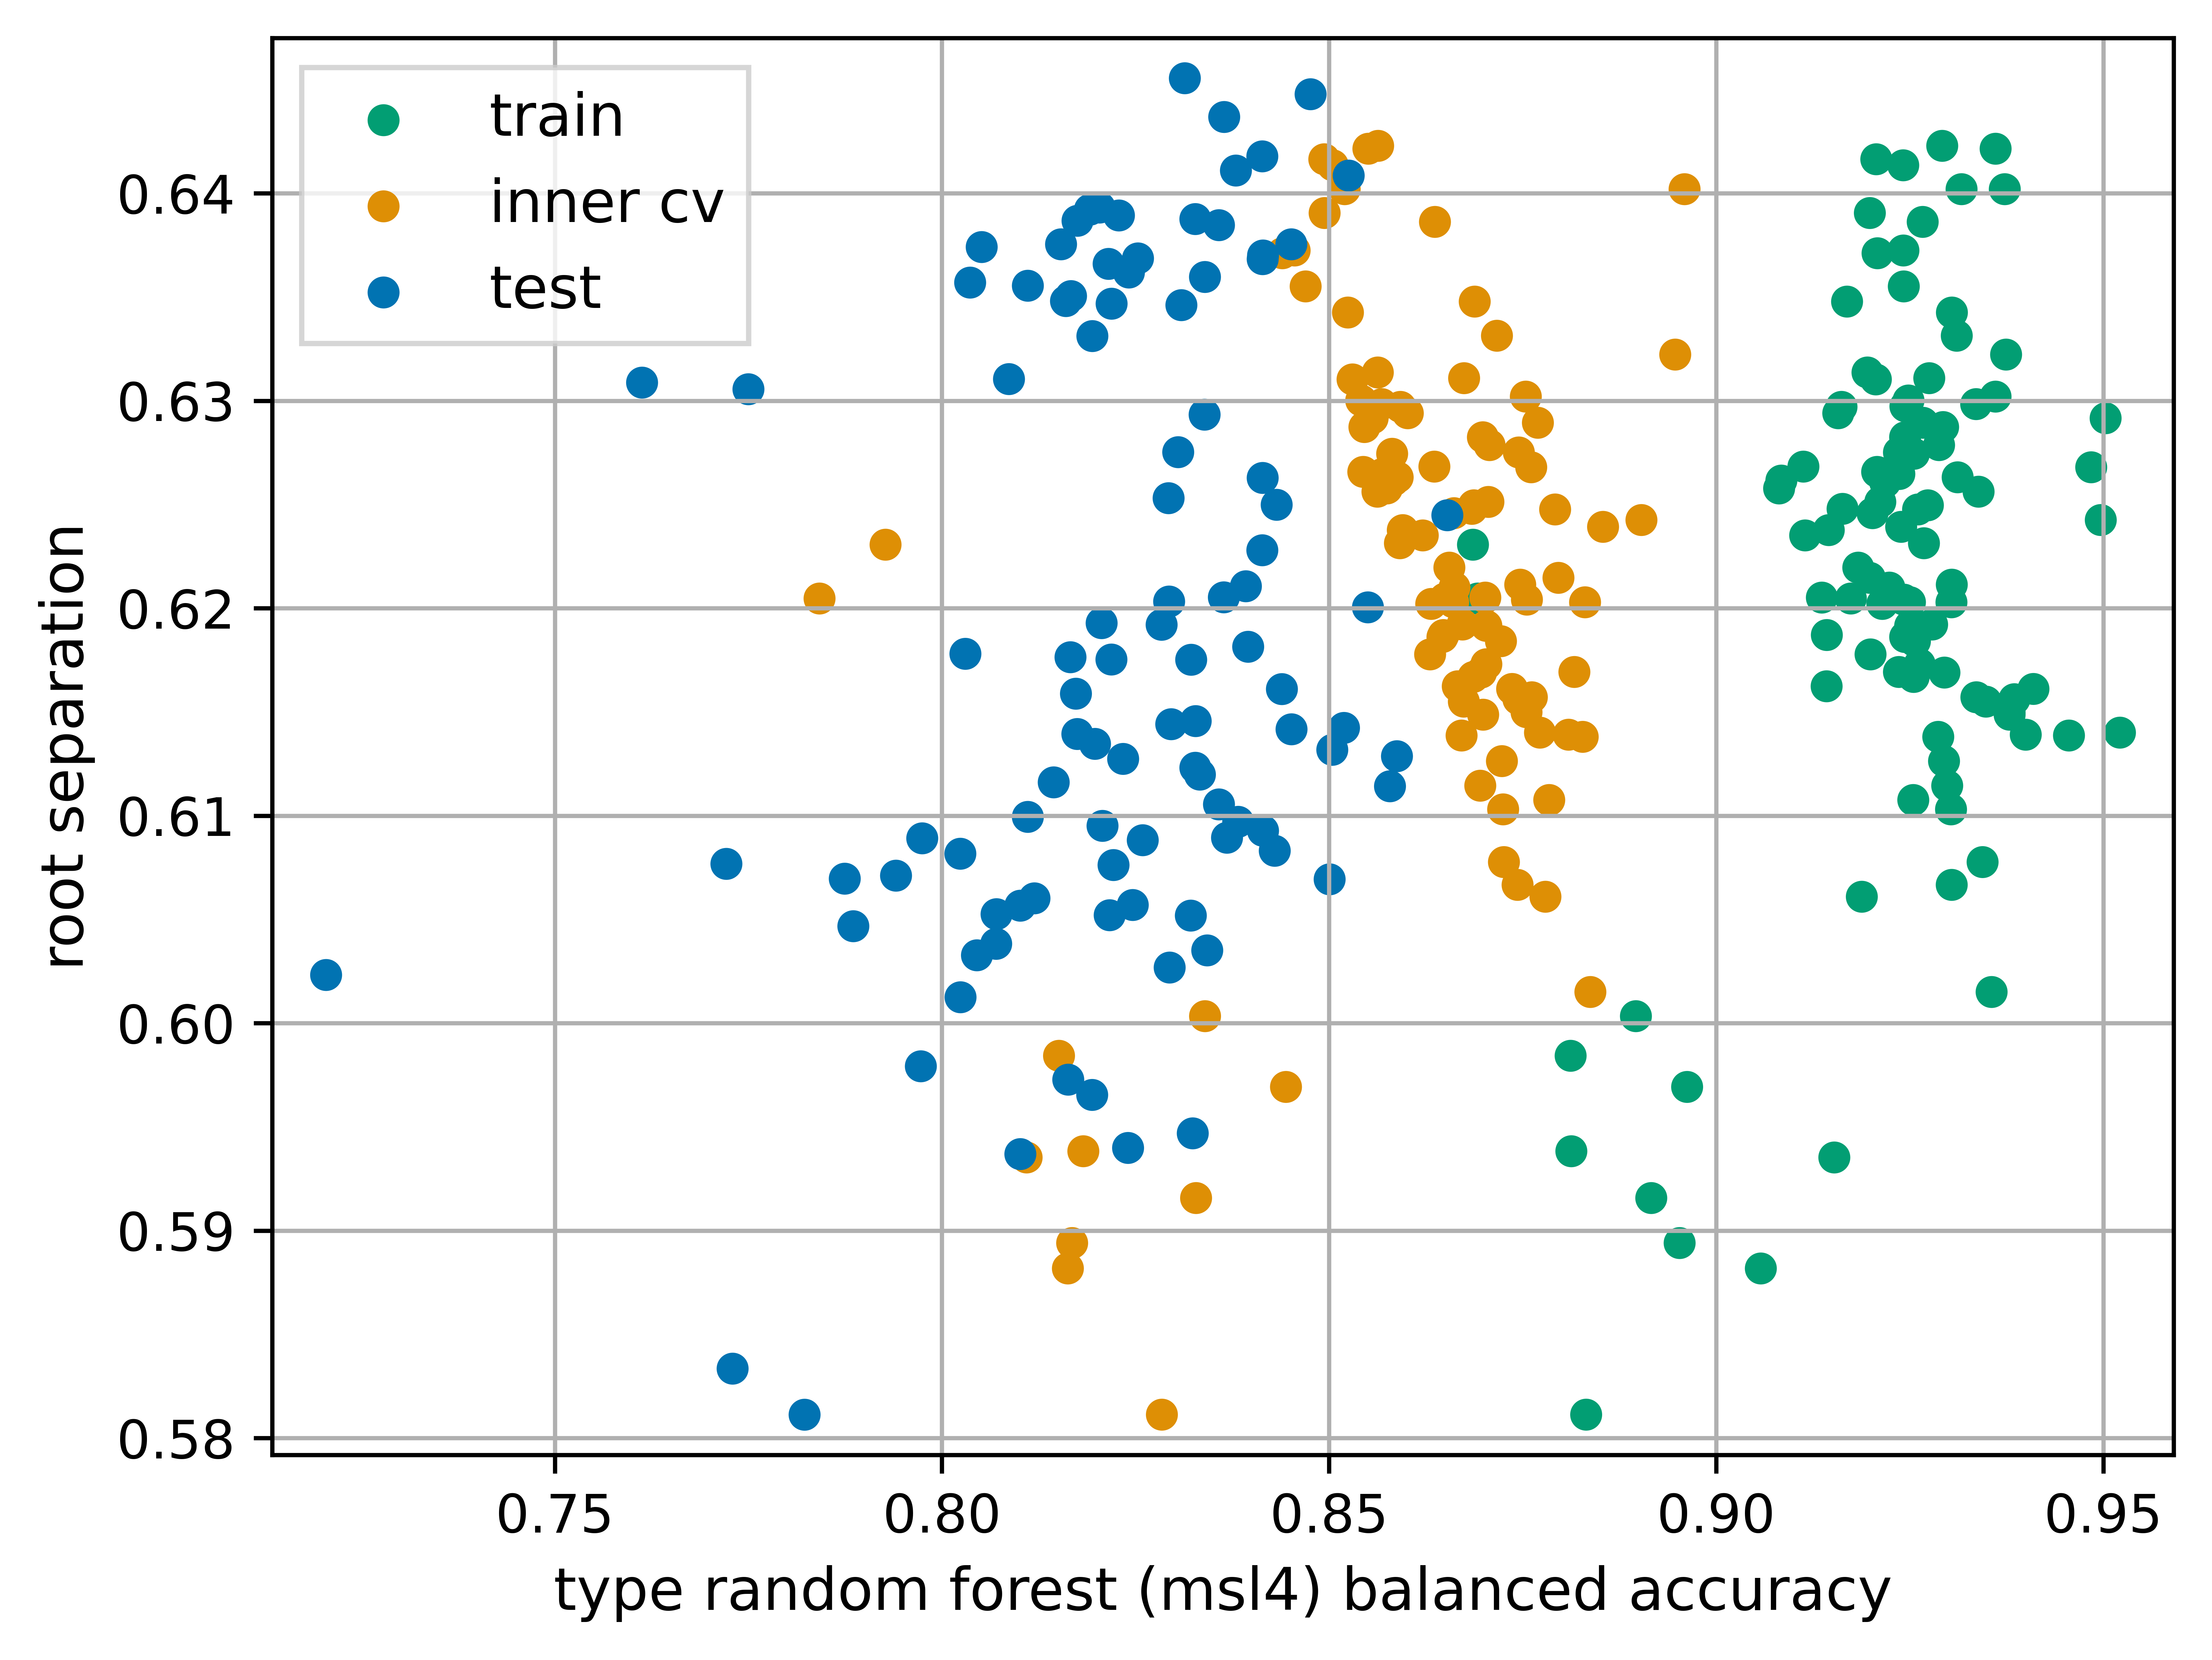 train
inner cv
test
root separation
0.64
0.63
0.62
0.61
0.60
0.59
0.58
0.75 0.80 0.85 0.90 0.95
type random forest (msl4) balanced accuracy